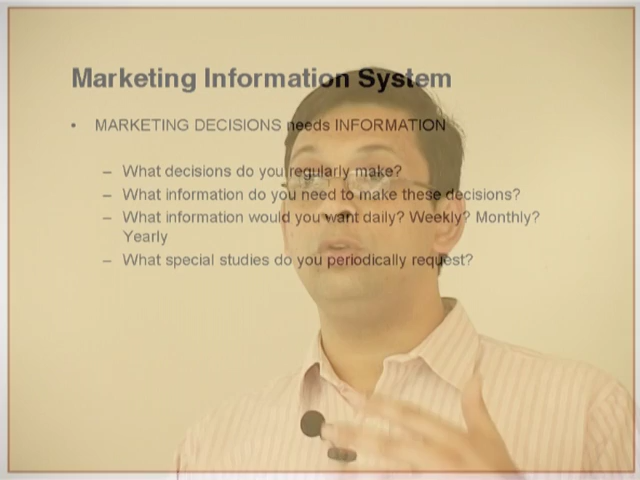 Marketing Information System
• MARKETING DECISIONS needs INFORMATION
– What decisions do you regularly make?
– What information do you need to make these decisions?
– What information would you want daily? Weekly? Monthly?
Yearly
– What special studies do you periodically request?